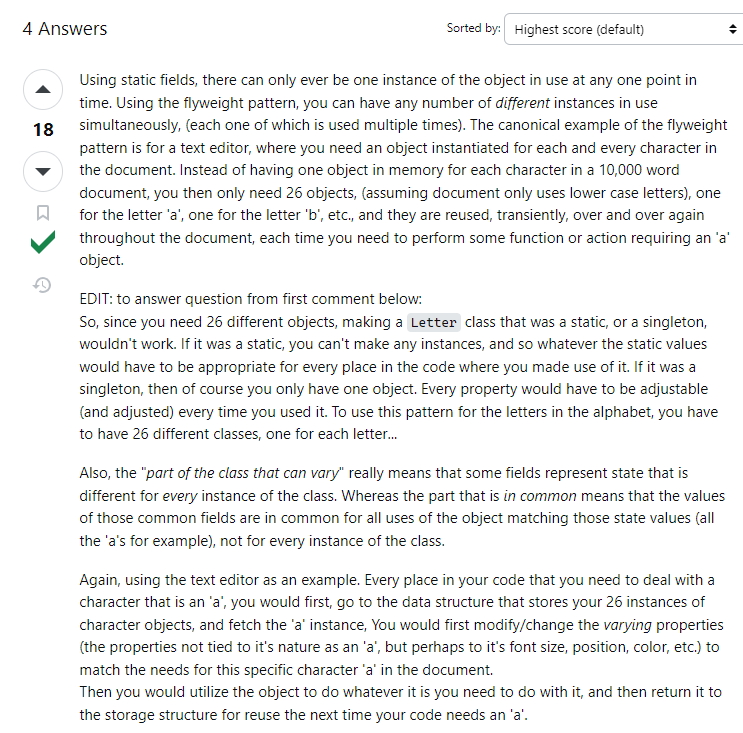 4 Answers
Sorted by:
Highest score (default)
Using static fields, there can only ever be one instance of the object in use at any one point in
time. Using the flyweight pattern, you can have any number of different instances in use
18
simultaneously, (each one of which is used multiple times). The canonical example of the flyweight
pattern is for a text editor, where you need an object instantiated for each and every character in
the document. Instead of having one object in memory for each character in a 10,000 word
document, you then only need 26 objects, (assuming document only uses lower case letters), one
for the letter 'a', one for the letter 'b', etc., and they are reused, transiently, over and over again
throughout the document, each time you need to perform some function or action requiring an 'a'
object.
EDIT: to answer question from first comment below:
So, since you need 26 different objects, making a Letter class that was a static, or a singleton,
wouldn't work. If it was a static, you can't make any instances, and so whatever the static values
would have to be appropriate for every place in the code where you made use of it. If it was a
singleton, then of course you only have one object. Every property would have to be adjustable
(and adjusted) every time you used it. To use this pattern for the letters in the alphabet, you have
to have 26 different classes, one for each letter...
Also, the "part of the class that can vary" really means that some fields represent state that is
different for every instance of the class. Whereas the part that is in common means that the values
of those common fields are in common for all uses of the object matching those state values (all
the 'a's for example), not for every instance of the class.
Again, using the text editor as an example. Every place in your code that you need to deal with a
character that is an 'a', you would first, go to the data structure that stores your 26 instances of
character objects, and fetch the 'a' instance, You would first modify/change the varying properties
(the properties not tied to it's nature as an 'a', but perhaps to it's font size, position, color, etc.) to
match the needs for this specific character 'a' in the document.
Then you would utilize the object to do whatever it is you need to do with it, and then return it to
the storage structure for reuse the next time your code needs an 'a'.